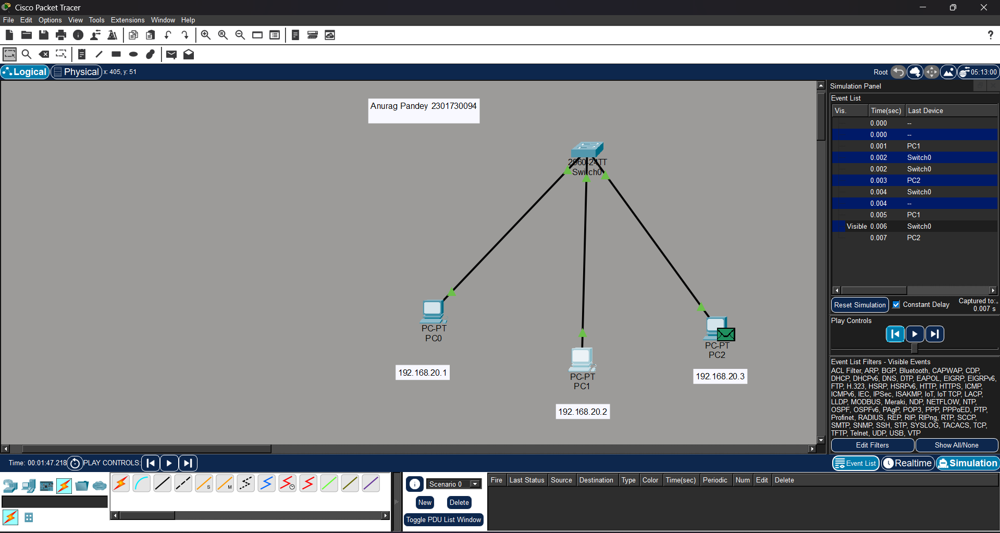 Cisco Packet Tracer
File Edit Options View Tools Extensions Window Help
?
Logical Physical x: 405, y: 51 Root 05:13:00
Anurag Pandey 2301730094
2960-24TT
Switch0
PC-PT
PC0
192.168.20.1
PC-PT
PC1
192.168.20.2
PC-PT
PC2
192.168.20.3
Simulation Panel
Event List
Vis. Time(sec) Last Device
0.000 --
0.000 --
0.001 PC1
0.002 Switch0
0.002 Switch0
0.003 PC2
0.004 Switch0
0.004 --
0.005 PC1
Visible 0.006 Switch0
0.007 PC2
Reset Simulation Constant Delay Captured to:
0.007 s
Play Controls
Event List Filters - Visible Events
ACL Filter, ARP, BGP, Bluetooth, CAPWAP, CDP,
DHCP, DHCPv6, DNS, DTP, EAPOL, EIGRP, EIGRPv6,
FTP, H.323, HSRP, HSRPv6, HTTP, HTTPS, ICMP,
ICMPv6, IEC, IPSec, ISAKMP, IoT, IoT TCP, LACP,
LLDP, MODBUS, Meraki, NDP, NETFLOW, NTP,
OSPF, OSPFv6, PAgP, POP3, PPP, PPPoED, PTP,
Profinet, RADIUS, REP, RIP, RIPng, RTP, SCCP,
SMTP, SNMP, SSH, STP, SYSLOG, TACACS, TCP,
TFTP, Telnet, UDP, USB, VTP
Edit Filters Show All/None
Time: 00:01:47.218 PLAY CONTROLS: Event List Realtime Simulation
S M
Scenario 0
New Delete
Toggle PDU List Window
Fire Last Status Source Destination Type Color Time(sec) Periodic Num Edit Delete